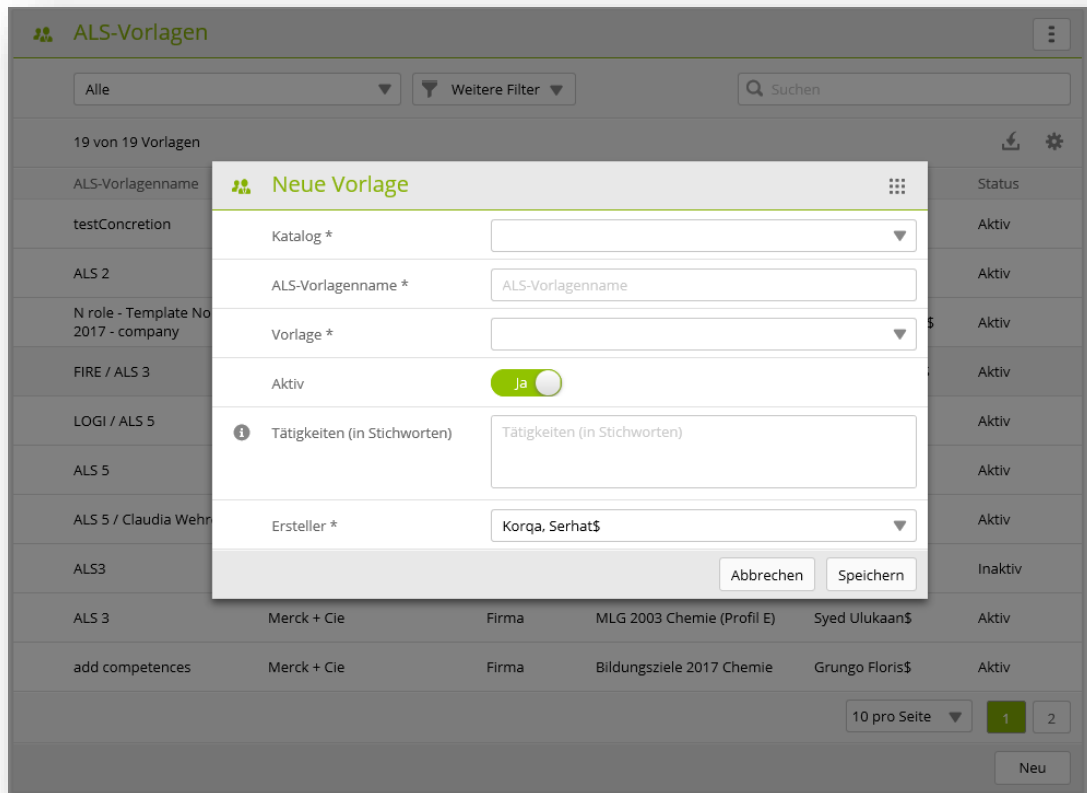 ALS-Vorlagen
Alle
Weitere Filter
Suchen
19 von 19 Vorlagen
ALS-Vorlagenname
Status
testConcretion
Aktiv
ALS 2
Aktiv
N role - Template No
2017 - company
$
Aktiv
FIRE / ALS 3
Aktiv
LOGI / ALS 5
Aktiv
ALS 5
Aktiv
ALS 5 / Claudia Wehr
Aktiv
ALS3
Inaktiv
ALS 3
Merck + Cie
Firma
MLG 2003 Chemie (Profil E)
Syed Ulukaan$
Aktiv
add competences
Merck + Cie
Firma
Bildungsziele 2017 Chemie
Grungo Floris$
Aktiv
10 pro Seite
1
2
Neu
Neue Vorlage
Katalog *
ALS-Vorlagenname *
ALS-Vorlagenname
Vorlage *
Aktiv
Ja
Tätigkeiten (in Stichworten)
Tätigkeiten (in Stichworten)
Ersteller *
Korqa, Serhat$
Abbrechen
Speichern